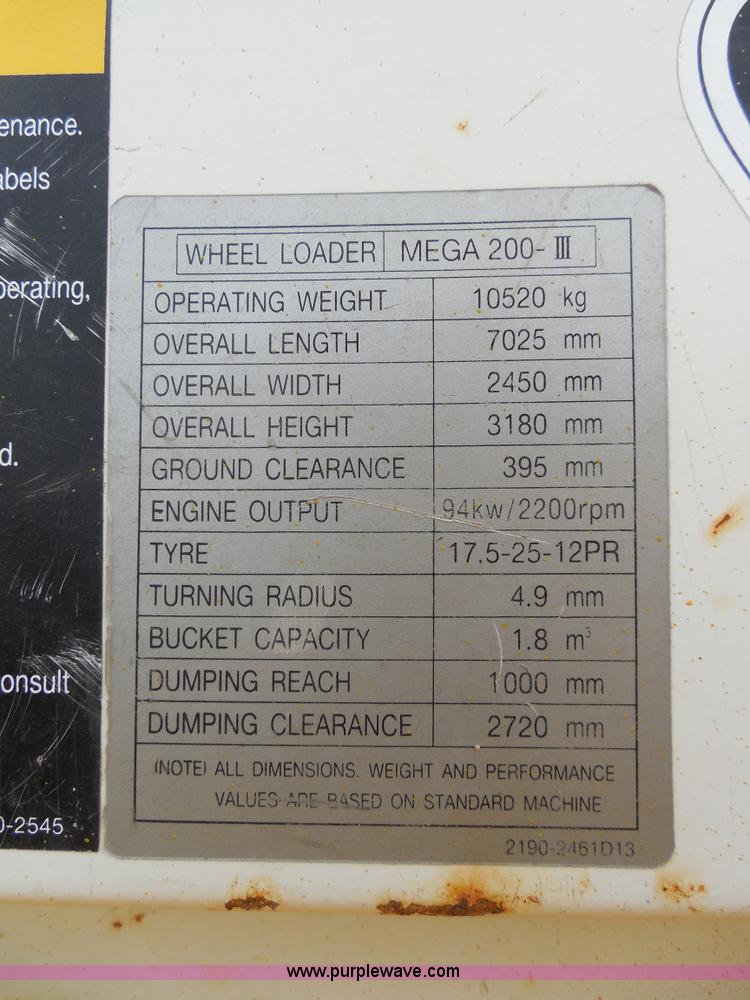 enance.
abels
perating,
d.
onsult
0-2545
WHEEL LOADER MEGA 200-III
OPERATING WEIGHT 10520 kg
OVERALL LENGTH 7025 mm
OVERALL WIDTH 2450 mm
OVERALL HEIGHT 3180 mm
GROUND CLEARANCE 395 mm
ENGINE OUTPUT 94kw/2200rpm
TYRE 17.5-25-12PR
TURNING RADIUS 4.9 mm
BUCKET CAPACITY 1.8 m³
DUMPING REACH 1000 mm
DUMPING CLEARANCE 2720 mm
(NOTE) ALL DIMENSIONS. WEIGHT AND PERFORMANCE
VALUES ARE BASED ON STANDARD MACHINE
2190-2461D13
www.purplewave.com